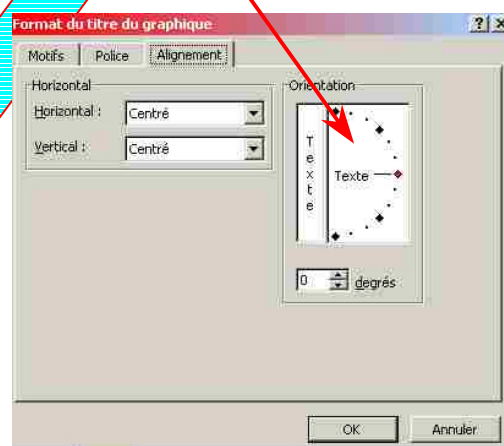 Format du titre du graphique
Motifs Police Alignement
Horizontal
Horizontal : Centré
Vertical : Centré
Orientation
Texte
Texte
0 degrés
OK Annuler